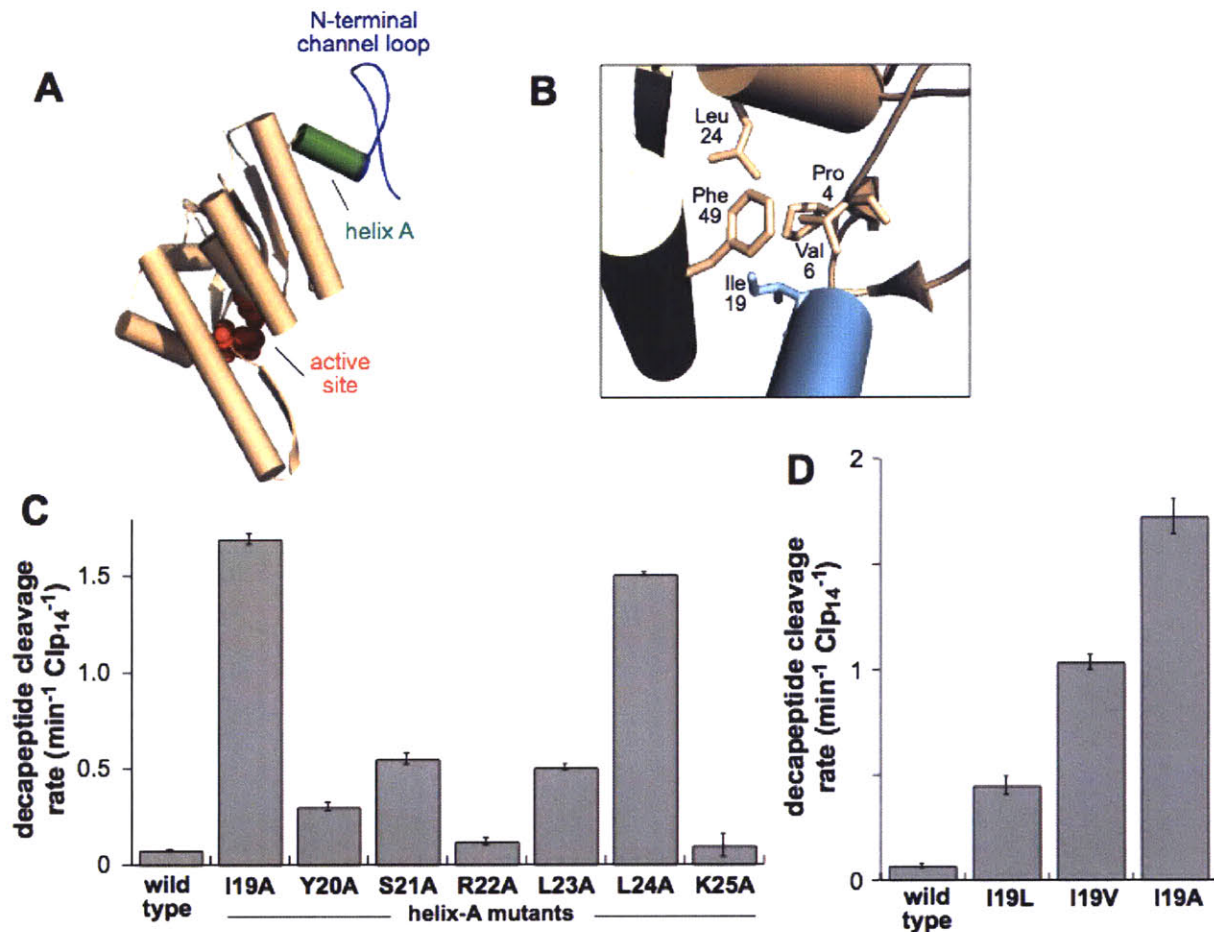 A
N-terminal
channel loop
helix A
active
site
B
Leu
24
Phe
49
Pro
4
Val
6
Ile
19
C
decapeptide cleavage
rate (min⁻¹ Clp₁₄⁻¹)
1.5
1.0
0.5
0
wild
type
I19A
Y20A
S21A
R22A
L23A
L24A
K25A
helix-A mutants
D
decapeptide cleavage
rate (min⁻¹ Clp₁₄⁻¹)
2
1
0
wild
type
I19L
I19V
I19A